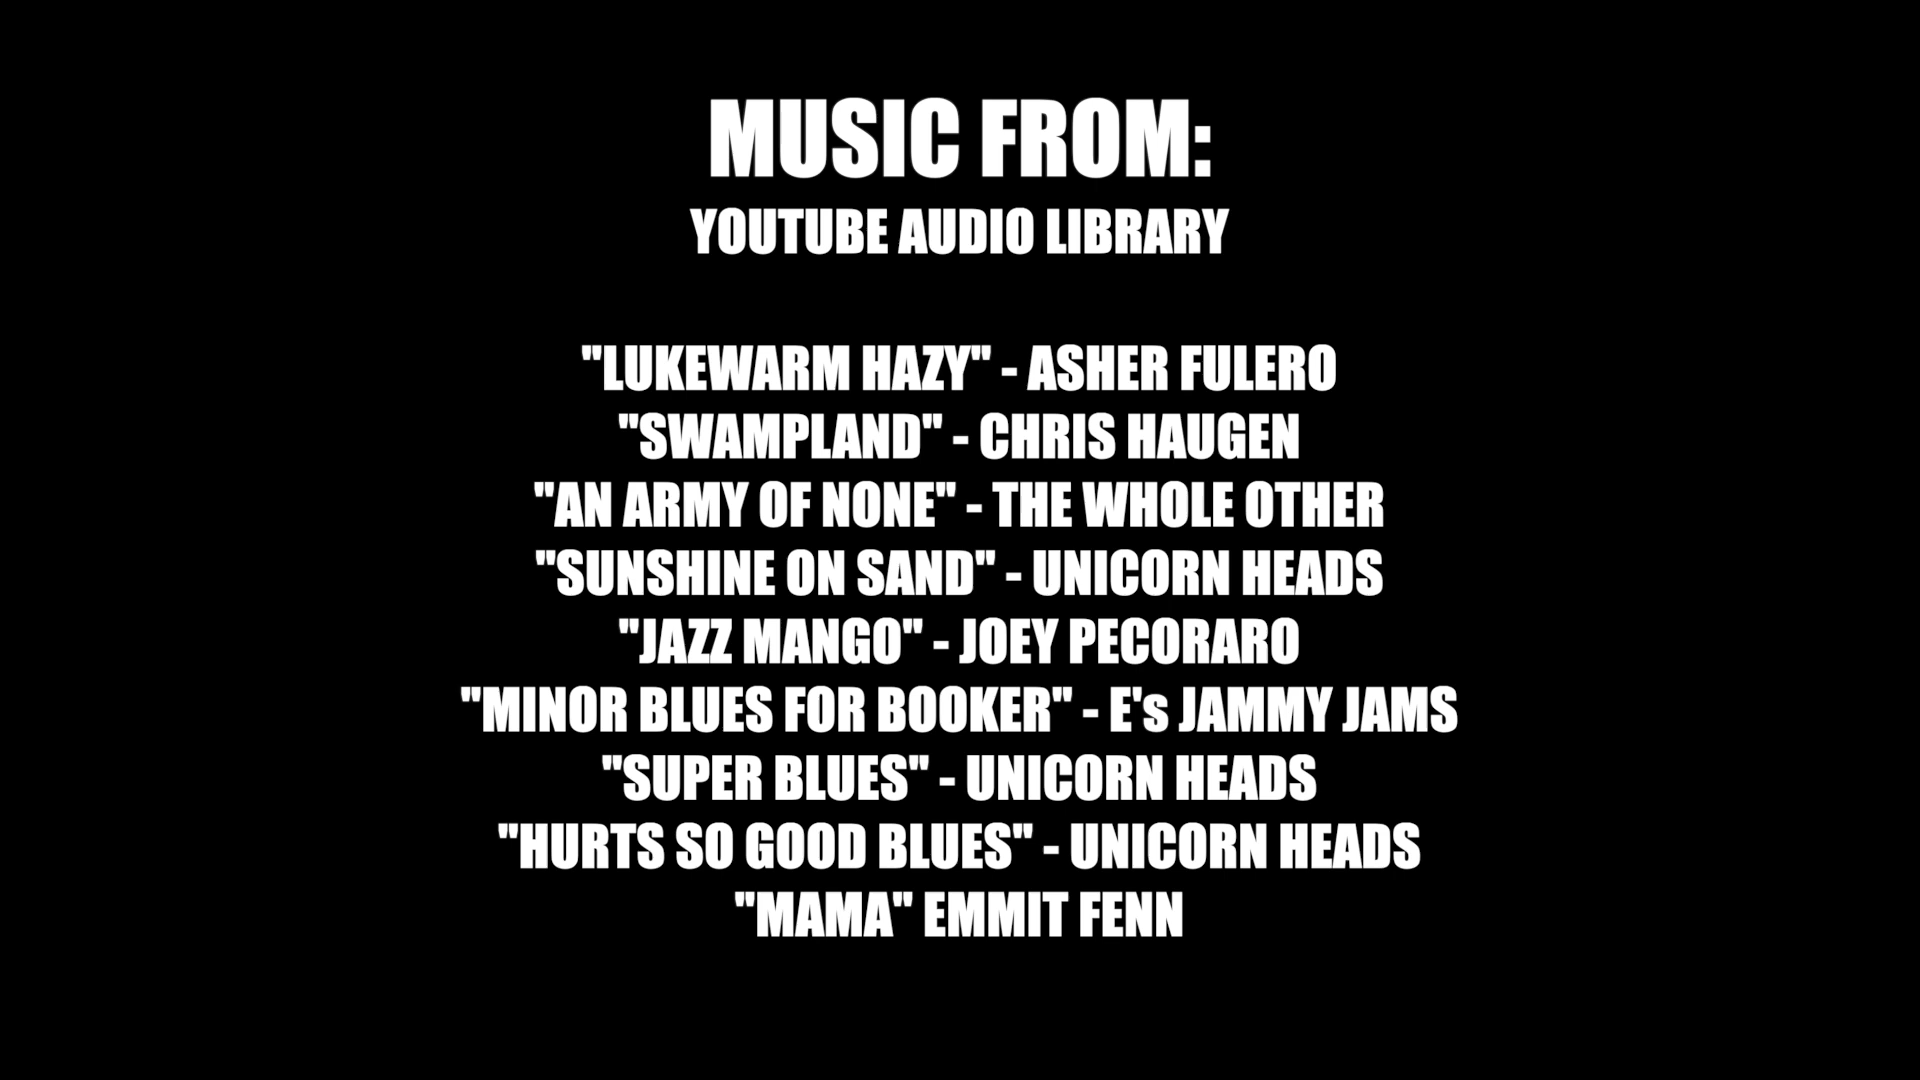 MUSIC FROM:
YOUTUBE AUDIO LIBRARY
"LUKEWARM HAZY" - ASHER FULERO
"SWAMPLAND" - CHRIS HAUGEN
"AN ARMY OF NONE" - THE WHOLE OTHER
"SUNSHINE ON SAND" - UNICORN HEADS
"JAZZ MANGO" - JOEY PECORARO
"MINOR BLUES FOR BOOKER" - E's JAMMY JAMS
"SUPER BLUES" - UNICORN HEADS
"HURTS SO GOOD BLUES" - UNICORN HEADS
"MAMA" EMMIT FENN